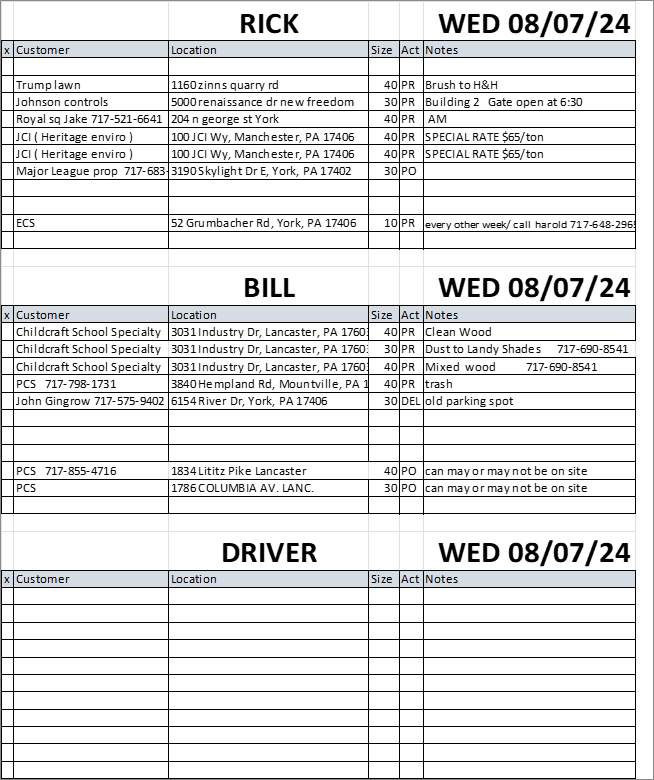 RICK WED 08/07/24
x Customer Location Size Act Notes
Trump lawn 1160 zinns quarry rd 40 PR Brush to H&H
Johnson controls 5000 renaissance dr new freedom 30 PR Building 2 Gate open at 6:30
Royal sq Jake 717-521-6641 204 n george st York 40 PR AM
JCI ( Heritage enviro ) 100 JCI Wy, Manchester, PA 17406 40 PR SPECIAL RATE $65/ton
JCI ( Heritage enviro ) 100 JCI Wy, Manchester, PA 17406 40 PR SPECIAL RATE $65/ton
Major League prop 717-683- 3190 Skylight Dr E, York, PA 17402 30 PO
ECS 52 Grumbacher Rd, York, PA 17406 10 PR every other week/ call harold 717-648-2965
BILL WED 08/07/24
x Customer Location Size Act Notes
Childcraft School Specialty 3031 Industry Dr, Lancaster, PA 17603 40 PR Clean Wood
Childcraft School Specialty 3031 Industry Dr, Lancaster, PA 17603 30 PR Dust to Landy Shades 717-690-8541
Childcraft School Specialty 3031 Industry Dr, Lancaster, PA 17603 40 PR Mixed wood 717-690-8541
PCS 717-798-1731 3840 Hempland Rd, Mountville, PA 1 40 PR trash
John Gingrow 717-575-9402 6154 River Dr, York, PA 17406 30 DEL old parking spot
PCS 717-855-4716 1834 Lititz Pike Lancaster 40 PO can may or may not be on site
PCS 1786 COLUMBIA AV. LANC. 30 PO can may or may not be on site
DRIVER WED 08/07/24
x Customer Location Size Act Notes